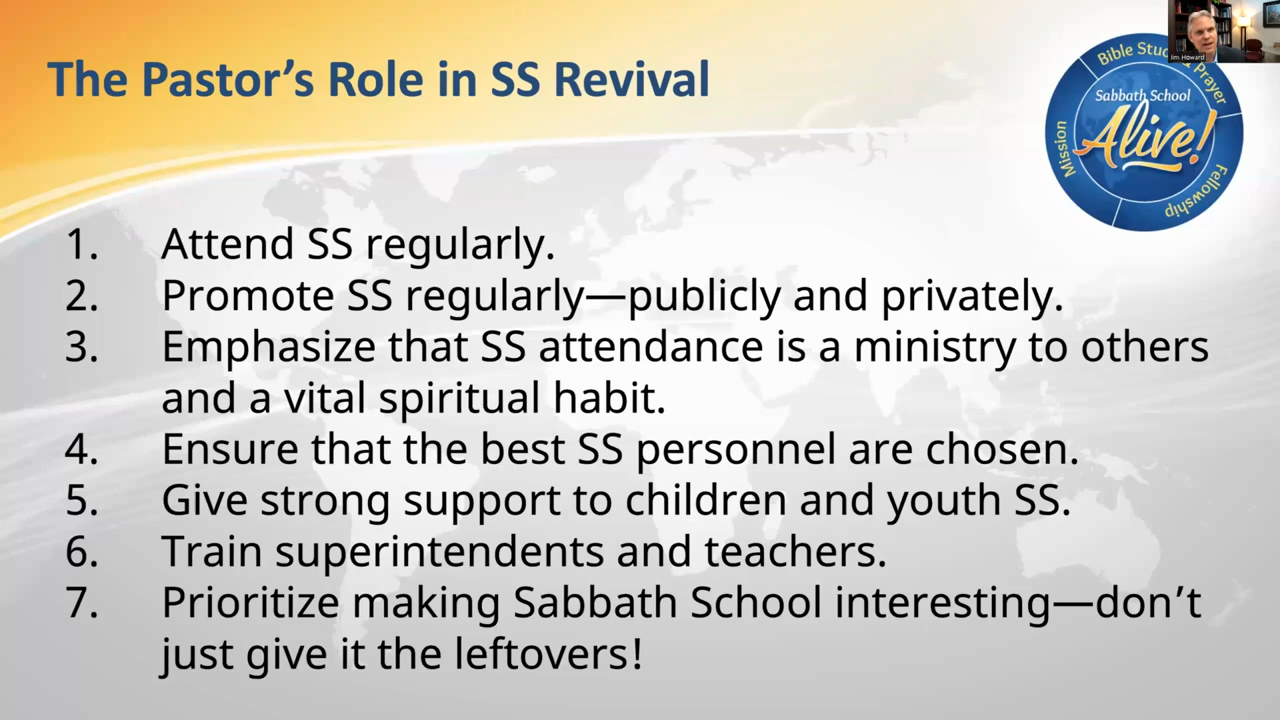 The Pastor’s Role in SS Revival
Jim Howard
Bible Study
Prayer
Sabbath School
Alive!
Mission
Fellowship
1. Attend SS regularly.
2. Promote SS regularly—publicly and privately.
3. Emphasize that SS attendance is a ministry to others
and a vital spiritual habit.
4. Ensure that the best SS personnel are chosen.
5. Give strong support to children and youth SS.
6. Train superintendents and teachers.
7. Prioritize making Sabbath School interesting—don’t
just give it the leftovers!